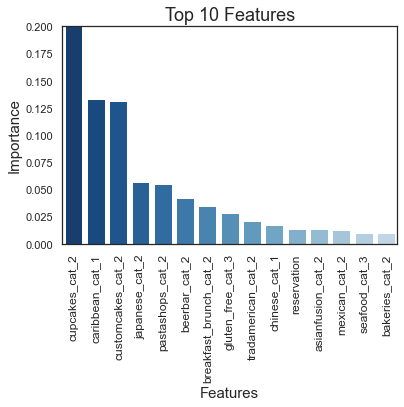 Top 10 Features
Importance
0.200
0.175
0.150
0.125
0.100
0.075
0.050
0.025
0.000
cupcakes_cat_2
caribbean_cat_1
customcakes_cat_2
japanese_cat_2
pastashops_cat_2
beerbar_cat_2
breakfast_brunch_cat_2
gluten_free_cat_3
tradamerican_cat_2
chinese_cat_1
reservation
asianfusion_cat_2
mexican_cat_2
seafood_cat_3
bakeries_cat_2
Features